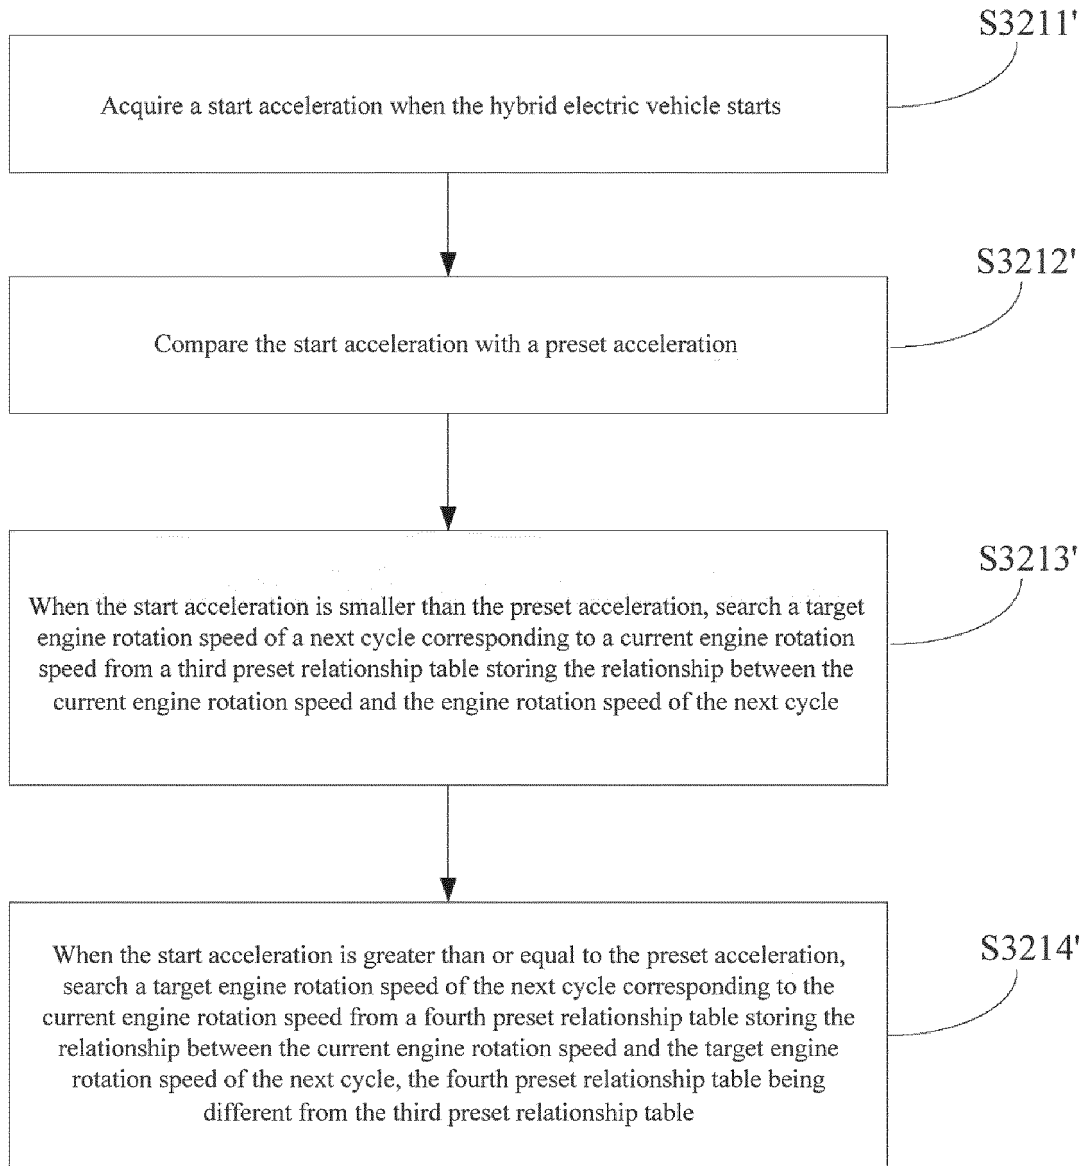 S3211'
Acquire a start acceleration when the hybrid electric vehicle starts
S3212'
Compare the start acceleration with a preset acceleration
S3213'
When the start acceleration is smaller than the preset acceleration, search a target
engine rotation speed of a next cycle corresponding to a current engine rotation
speed from a third preset relationship table storing the relationship between the
current engine rotation speed and the engine rotation speed of the next cycle
S3214'
When the start acceleration is greater than or equal to the preset acceleration,
search a target engine rotation speed of the next cycle corresponding to the
current engine rotation speed from a fourth preset relationship table storing the
relationship between the current engine rotation speed and the target engine
rotation speed of the next cycle, the fourth preset relationship table being
different from the third preset relationship table